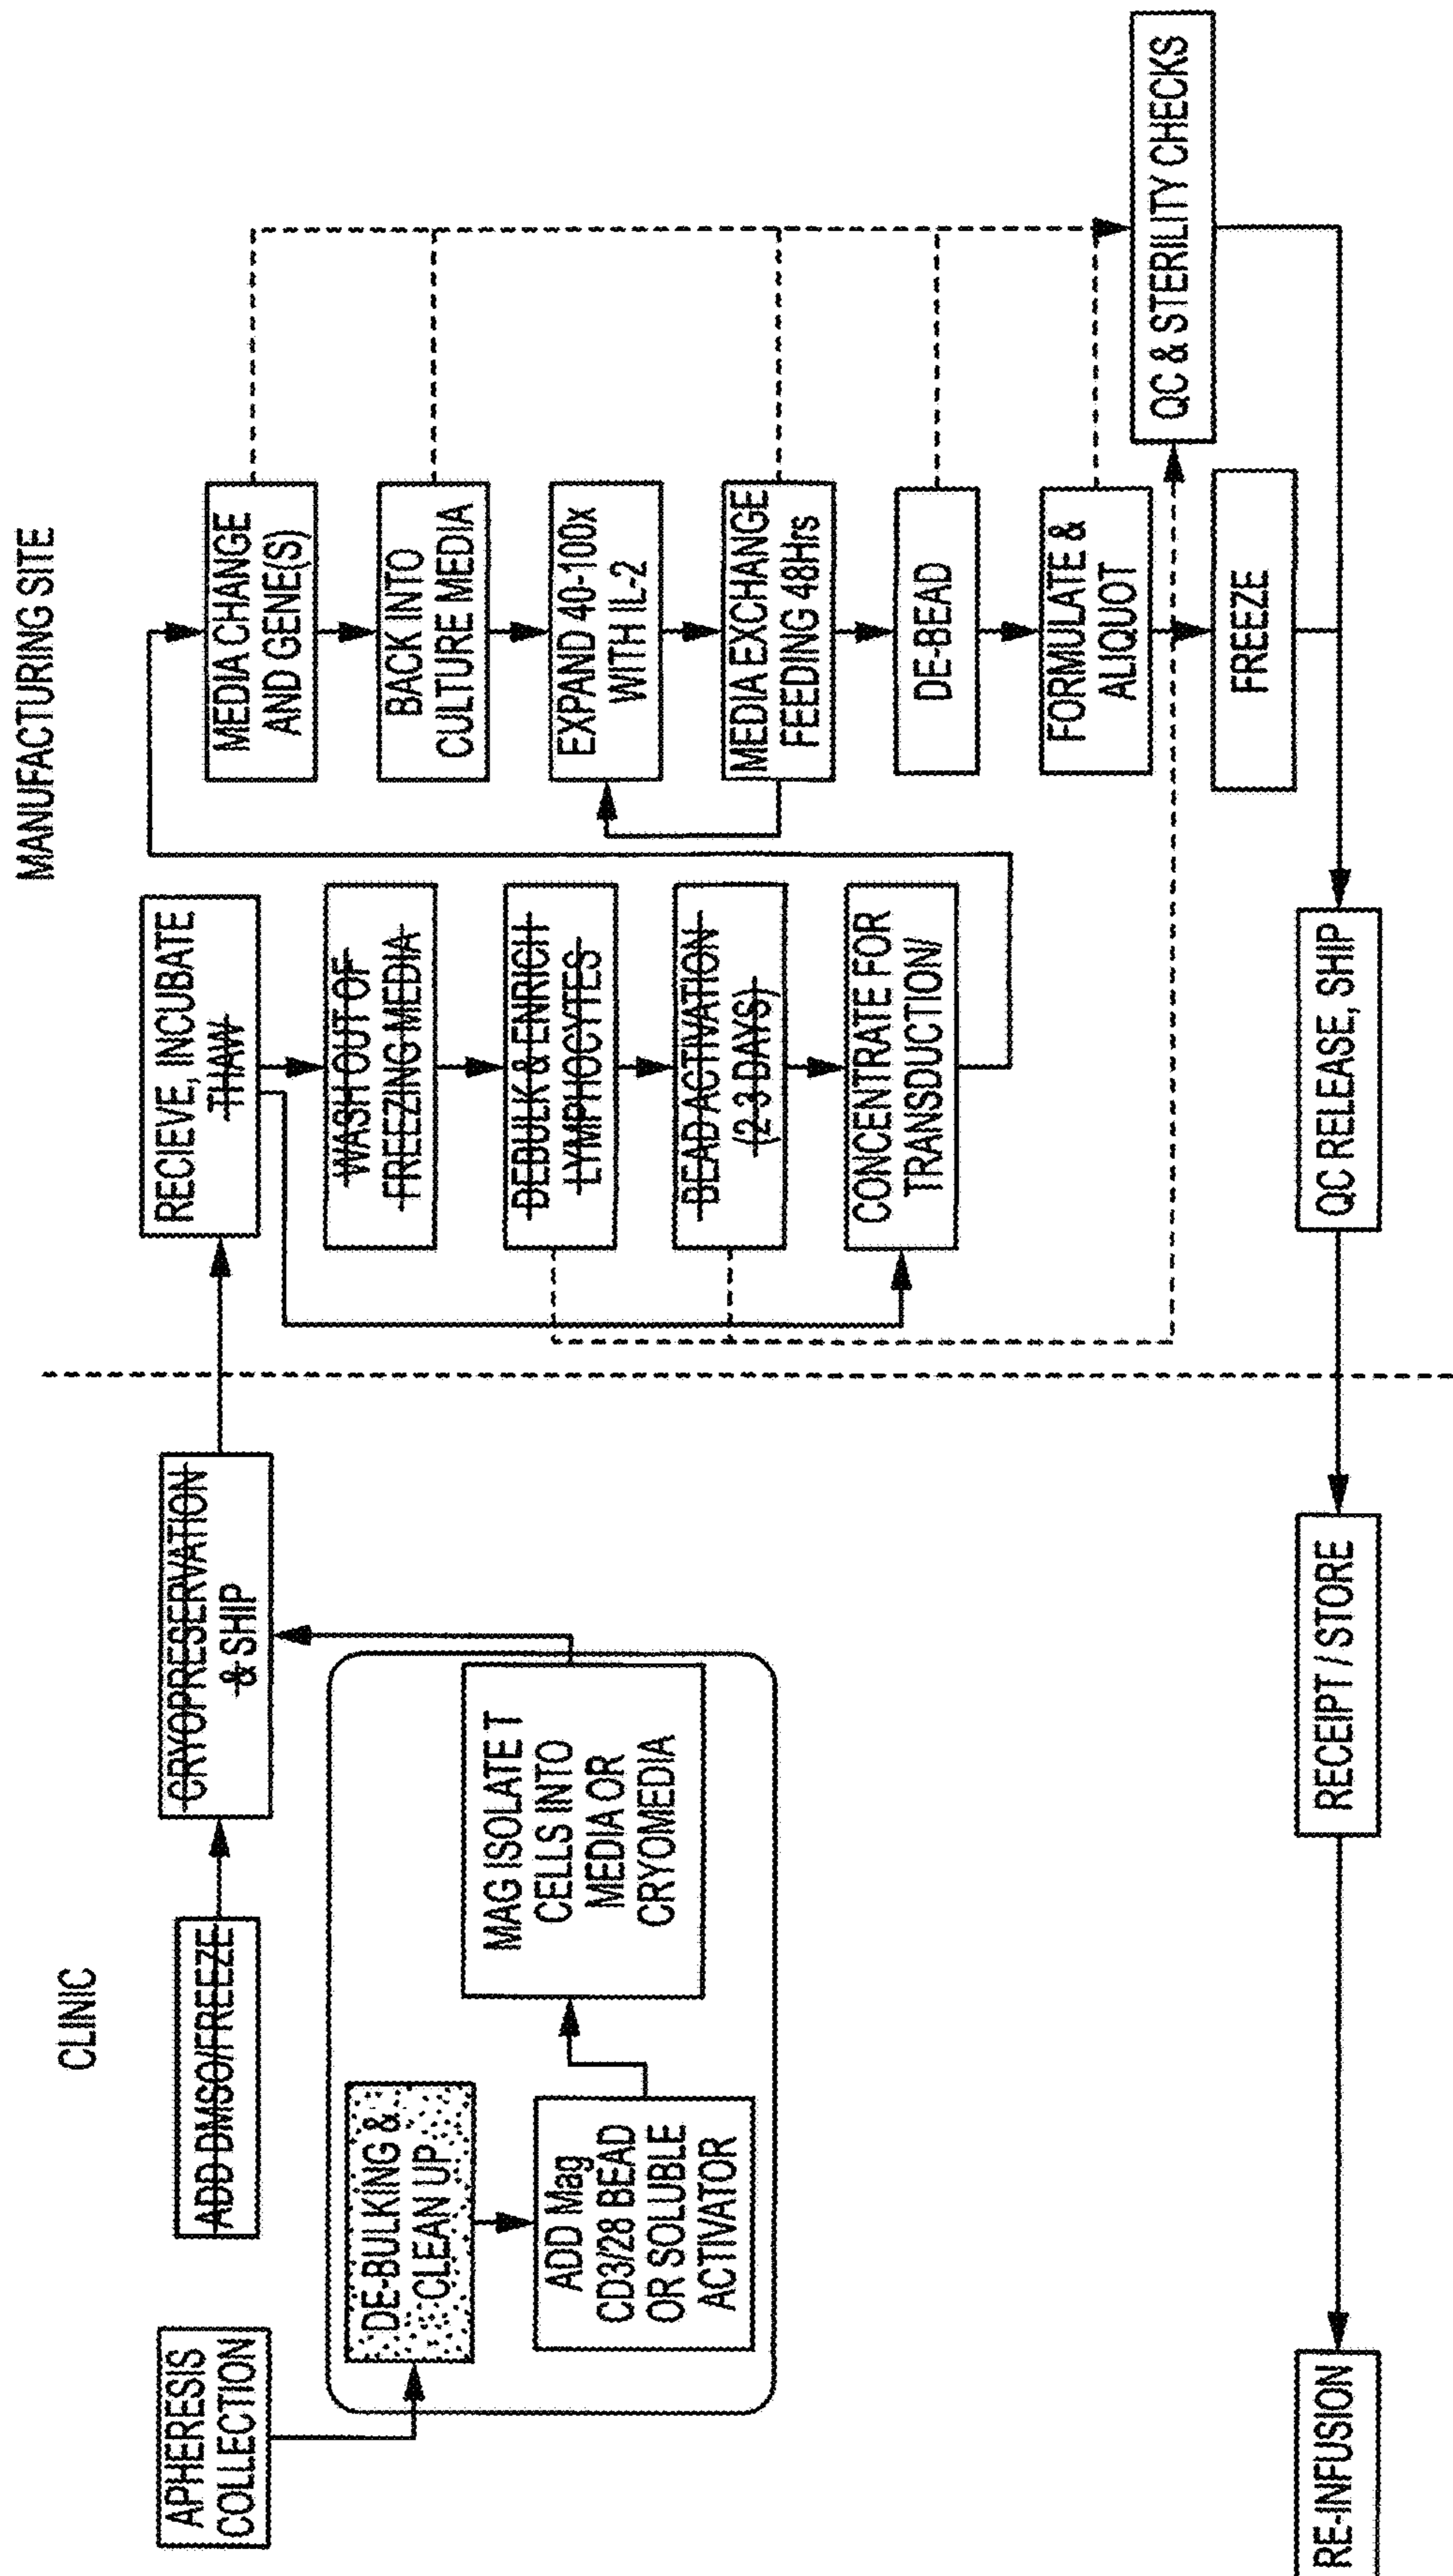 CLINIC
MANUFACTURING SITE
APHERESIS
COLLECTION
ADD DMSO/FREEZE
CRYOPRESERVATION
& SHIP
DE-BULKING &
CLEAN UP
ADD Mag
CD3/28 BEAD
OR SOLUBLE
ACTIVATOR
MAG ISOLATE T
CELLS INTO
MEDIA OR
CRYOMEDIA
RECIEVE, INCUBATE
THAW
WASH OUT OF
FREEZING MEDIA
DEBULK & ENRICH
LYMPHOCYTES
BEAD ACTIVATION
(2-3 DAYS)
CONCENTRATE FOR
TRANSDUCTION/
MEDIA CHANGE
AND GENE(S)
BACK INTO
CULTURE MEDIA
EXPAND 40-100x
WITH IL-2
MEDIA EXCHANGE
FEEDING 48Hrs
DE-BEAD
FORMULATE &
ALIQUOT
FREEZE
QC & STERILITY CHECKS
QC RELEASE, SHIP
RECEIPT / STORE
RE-INFUSION